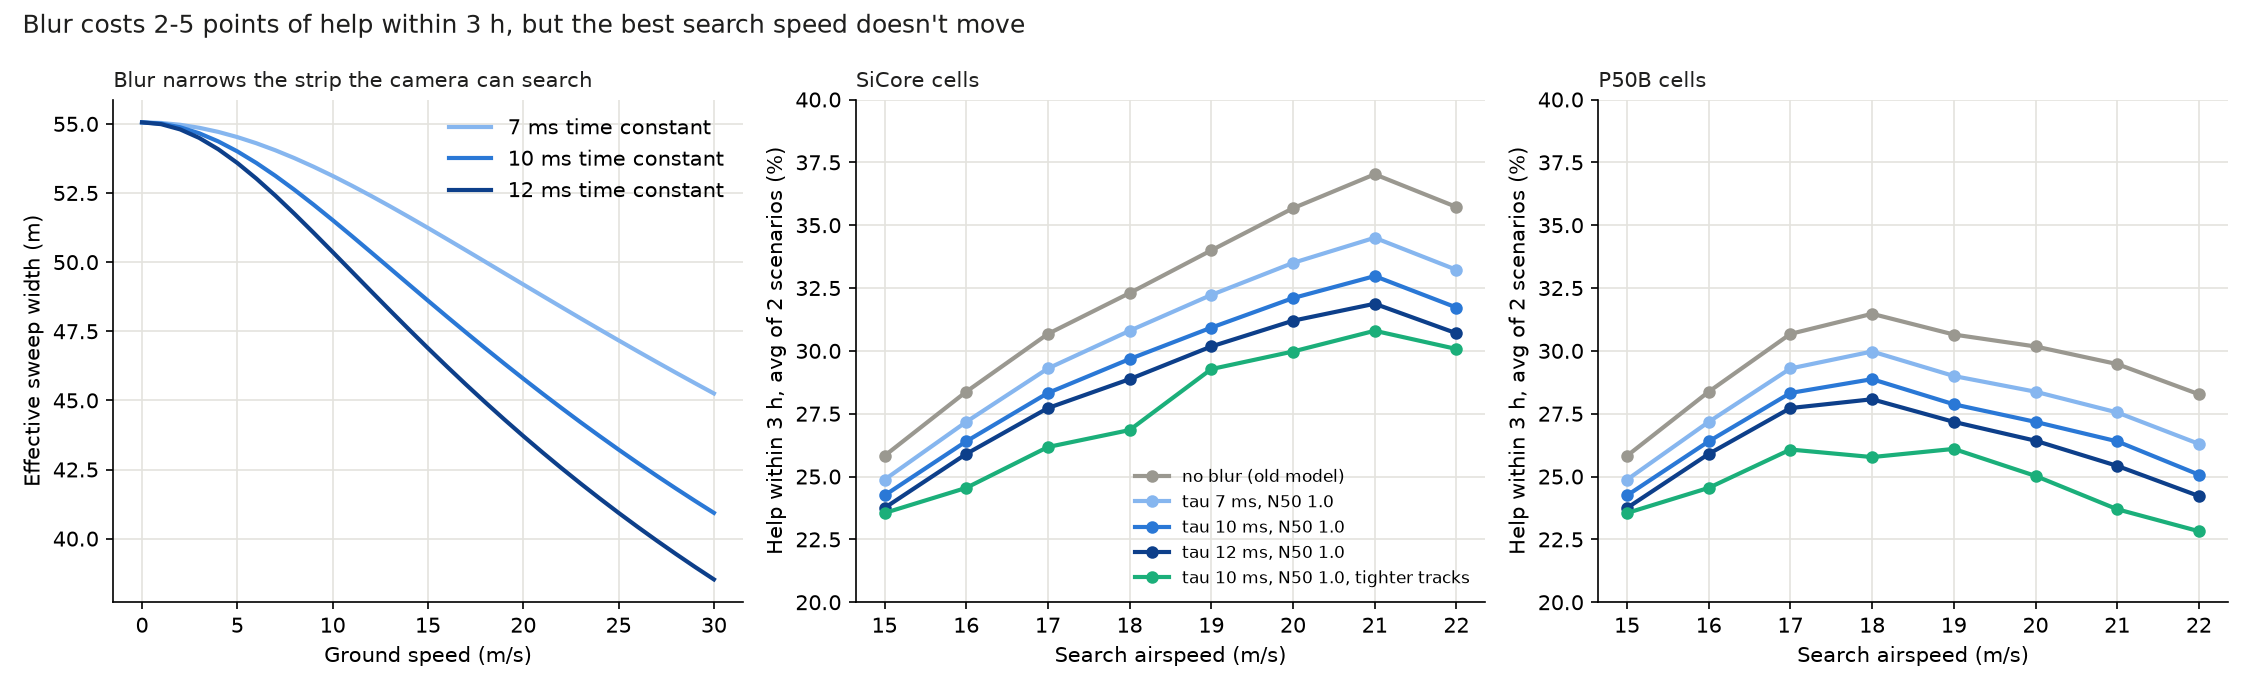 Blur costs 2-5 points of help within 3 h, but the best search speed doesn't move
Blur narrows the strip the camera can search
Effective sweep width (m)
55.0
52.5
50.0
47.5
45.0
42.5
40.0
7 ms time constant
10 ms time constant
12 ms time constant
0 5 10 15 20 25 30
Ground speed (m/s)
SiCore cells
Help within 3 h, avg of 2 scenarios (%)
40.0
37.5
35.0
32.5
30.0
27.5
25.0
22.5
20.0
no blur (old model)
tau 7 ms, N50 1.0
tau 10 ms, N50 1.0
tau 12 ms, N50 1.0
tau 10 ms, N50 1.0, tighter tracks
15 16 17 18 19 20 21 22
Search airspeed (m/s)
P50B cells
Help within 3 h, avg of 2 scenarios (%)
40.0
37.5
35.0
32.5
30.0
27.5
25.0
22.5
20.0
15 16 17 18 19 20 21 22
Search airspeed (m/s)